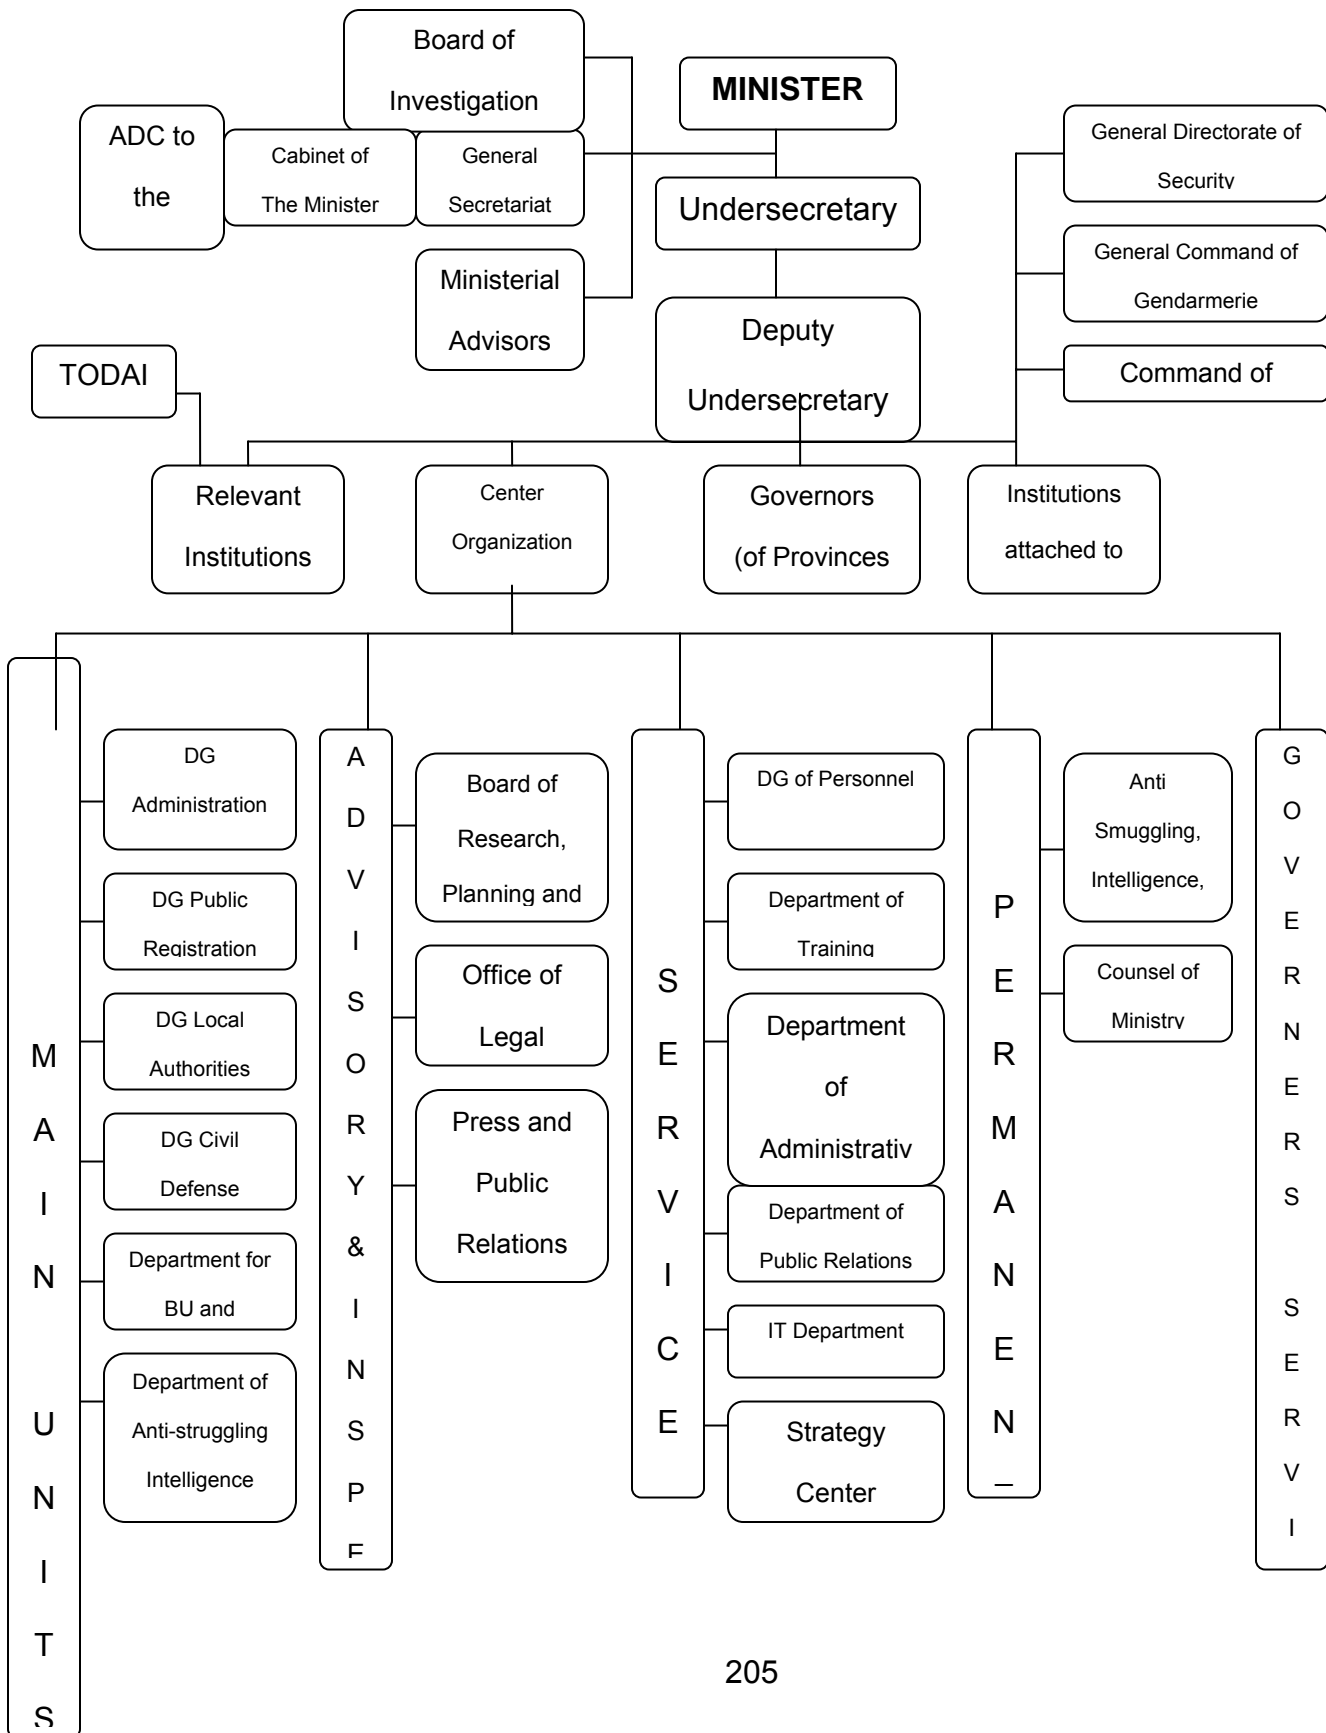 Board of
Investigation
MINISTER
ADC to
the
Cabinet of
The Minister
General
Secretariat
Undersecretary
General Directorate of
Security
Ministerial
Advisors
General Command of
Gendarmerie
Deputy
Undersecretary
TODAI
Command of
Relevant
Institutions
Center
Organization
Governors
(of Provinces
Institutions
attached to
MAIN UNITS
DG
Administration
DG Public
Registration
DG Local
Authorities
DG Civil
Defense
Department for
BU and
Department of
Anti-struggling
Intelligence
ADVISORY&INSPE
Board of
Research,
Planning and
Office of
Legal
Press and
Public
Relations
SERVICE
DG of Personnel
Department of
Training
Department
of
Administrativ
Department of
Public Relations
IT Department
Strategy
Center
PERMANEN
Anti
Smuggling,
Intelligence,
Counsel of
Ministry
GOVERNERS SERVI
205